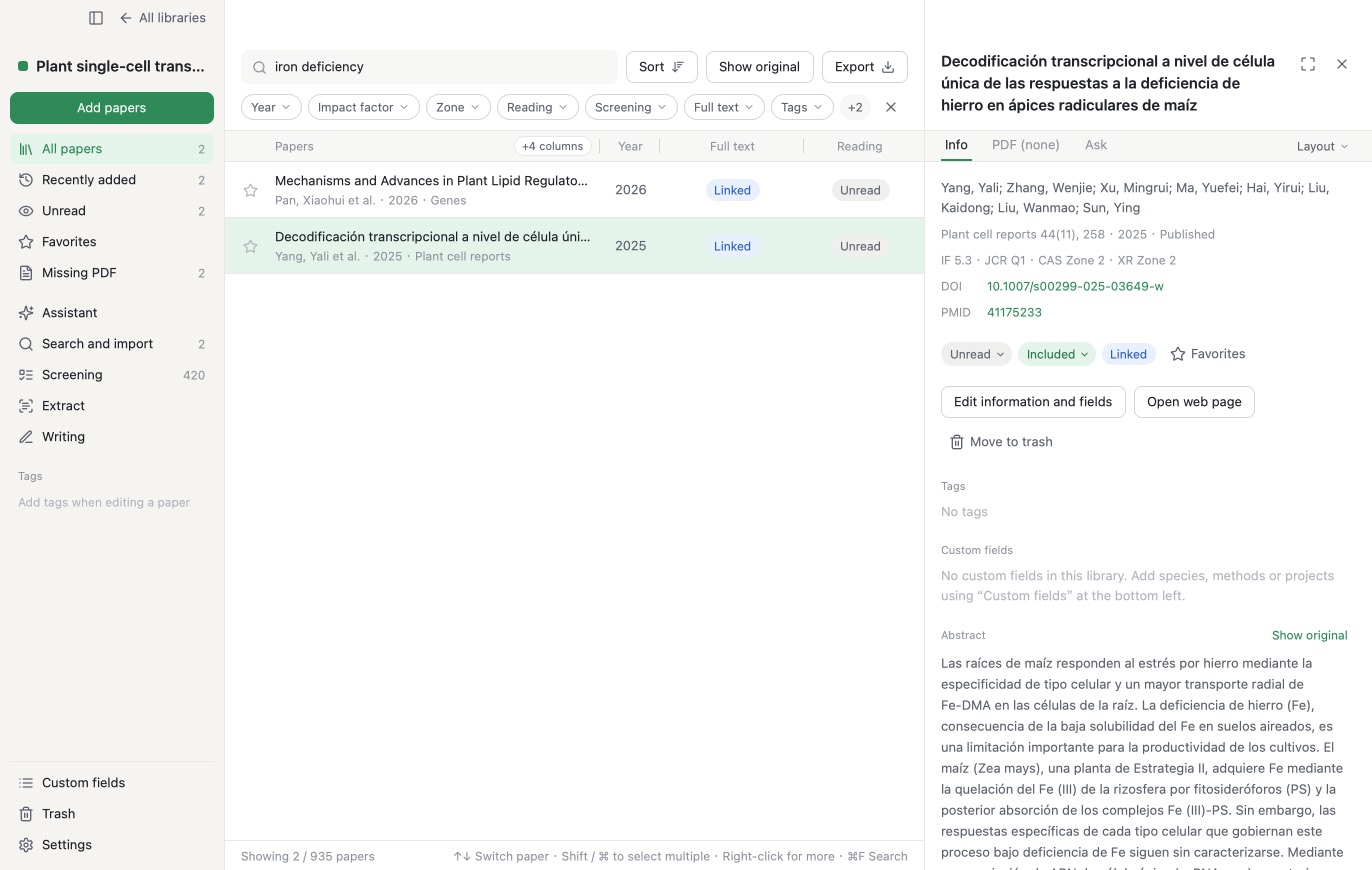 All libraries
Plant single-cell trans...
Add papers
All papers 2
Recently added 2
Unread 2
Favorites
Missing PDF 2
Assistant
Search and import 2
Screening 420
Extract
Writing
Tags
Add tags when editing a paper
Custom fields
Trash
Settings
iron deficiency
Sort
Show original
Export
Year
Impact factor
Zone
Reading
Screening
Full text
Tags
+2
Papers +4 columns Year Full text Reading
Mechanisms and Advances in Plant Lipid Regulato... 2026 Linked Unread
Pan, Xiaohui et al. · 2026 · Genes
Decodificación transcripcional a nivel de célula úni... 2025 Linked Unread
Yang, Yali et al. · 2025 · Plant cell reports
Showing 2 / 935 papers
↑↓ Switch paper · Shift / ⌘ to select multiple · Right-click for more · ⌘F Search
Decodificación transcripcional a nivel de célula
única de las respuestas a la deficiencia de
hierro en ápices radiculares de maíz
Info PDF (none) Ask Layout
Yang, Yali; Zhang, Wenjie; Xu, Mingrui; Ma, Yuefei; Hai, Yirui; Liu,
Kaidong; Liu, Wanmao; Sun, Ying
Plant cell reports 44(11), 258 · 2025 · Published
IF 5.3 · JCR Q1 · CAS Zone 2 · XR Zone 2
DOI 10.1007/s00299-025-03649-w
PMID 41175233
Unread Included Linked Favorites
Edit information and fields Open web page
Move to trash
Tags
No tags
Custom fields
No custom fields in this library. Add species, methods or projects
using “Custom fields” at the bottom left.
Abstract Show original
Las raíces de maíz responden al estrés por hierro mediante la
especificidad de tipo celular y un mayor transporte radial de
Fe-DMA en las células de la raíz. La deficiencia de hierro (Fe),
consecuencia de la baja solubilidad del Fe en suelos aireados, es
una limitación importante para la productividad de los cultivos. El
maíz (Zea mays), una planta de Estrategia II, adquiere Fe mediante
la quelación del Fe (III) de la rizosfera por fitosideróforos (PS) y la
posterior absorción de los complejos Fe (III)-PS. Sin embargo, las
respuestas específicas de cada tipo celular que gobiernan este
proceso bajo deficiencia de Fe siguen sin caracterizarse. Mediante